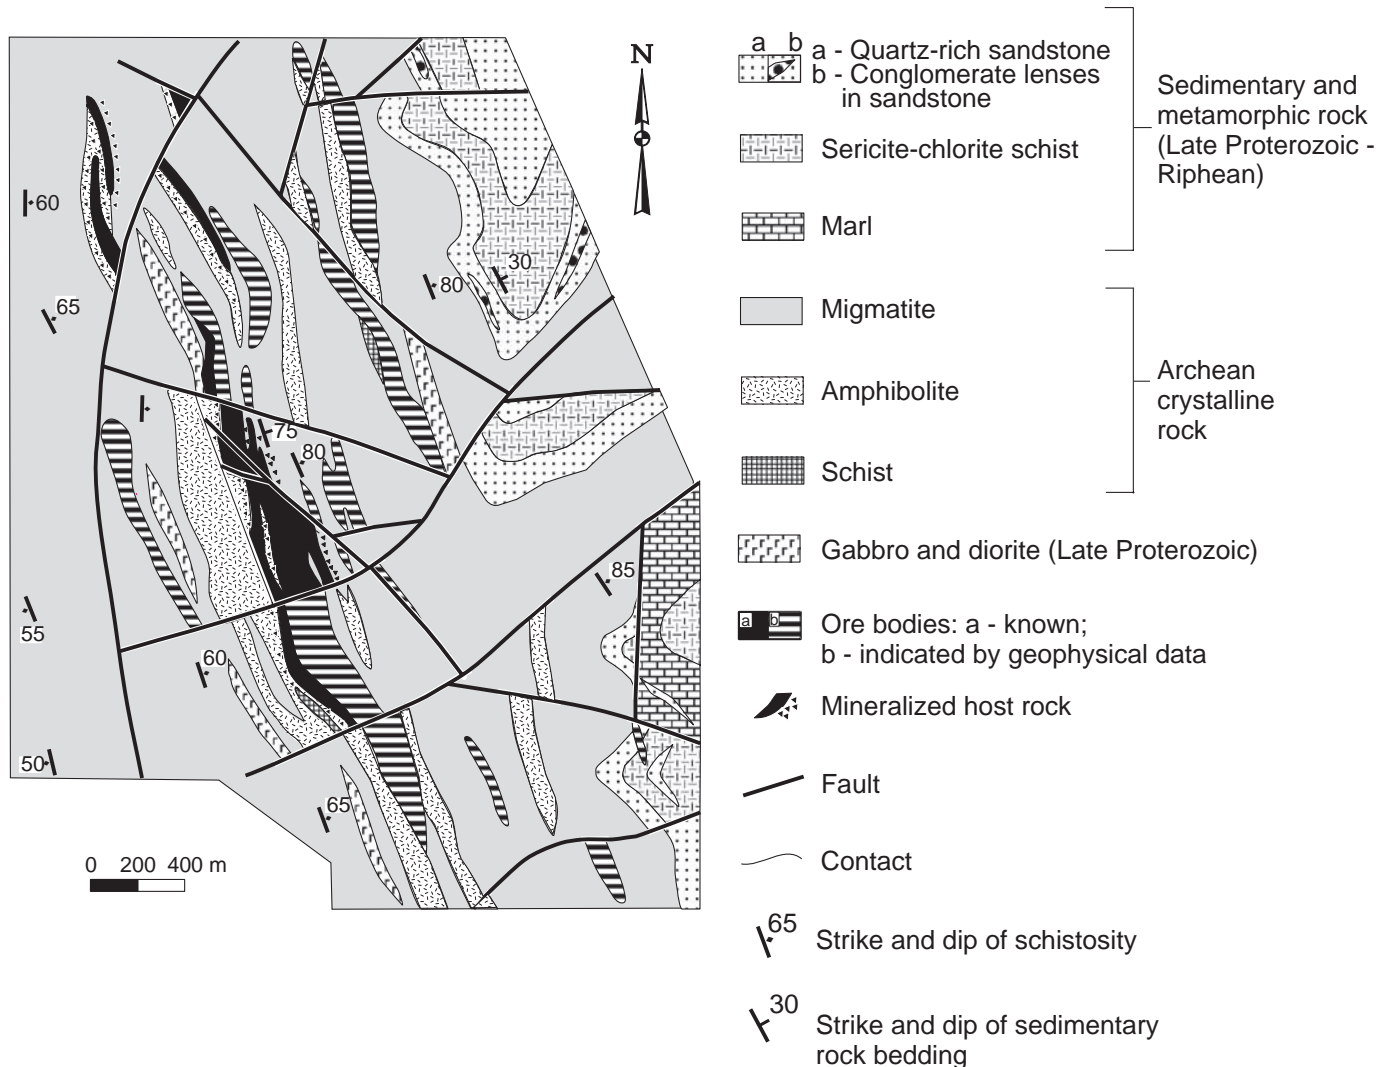 N
60
65
80
30
75
80
85
55
60
50
65
0 200 400 m
a b
a - Quartz-rich sandstone
b - Conglomerate lenses
in sandstone
Sericite-chlorite schist
Marl
Sedimentary and
metamorphic rock
(Late Proterozoic -
Riphean)
Migmatite
Amphibolite
Schist
Archean
crystalline
rock
Gabbro and diorite (Late Proterozoic)
a b
Ore bodies: a - known;
b - indicated by geophysical data
Mineralized host rock
Fault
Contact
65
Strike and dip of schistosity
30
Strike and dip of sedimentary
rock bedding